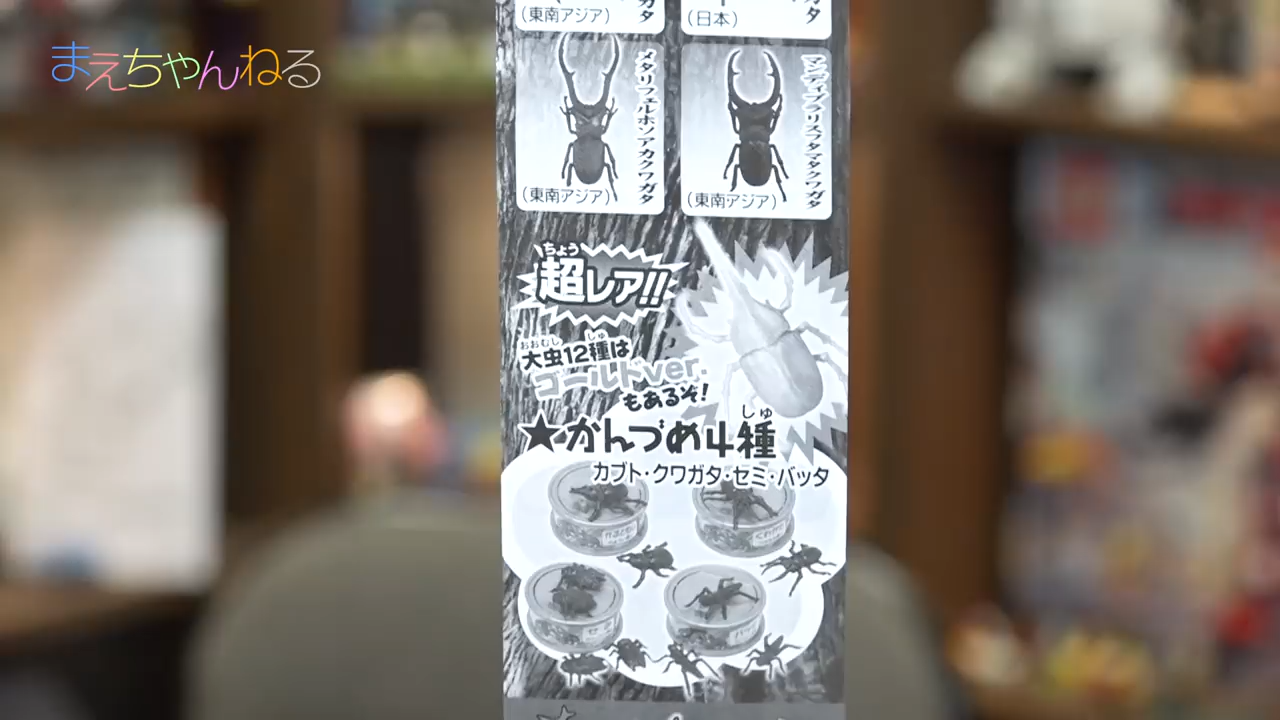 まえちゃんねる
ガタ
(東南アジア)
ガタ
(日本)
メタリフェルホソアカクワガタ
(東南アジア)
マンディブラリスフタマタクワガタ
(東南アジア)
ちょう
超レア!!
おおむし しゅ
大虫12種は
ゴールドver.
もあるぞ!
しゅ
★かんづめ4種
カブト・クワガタ・セミ・バッタ